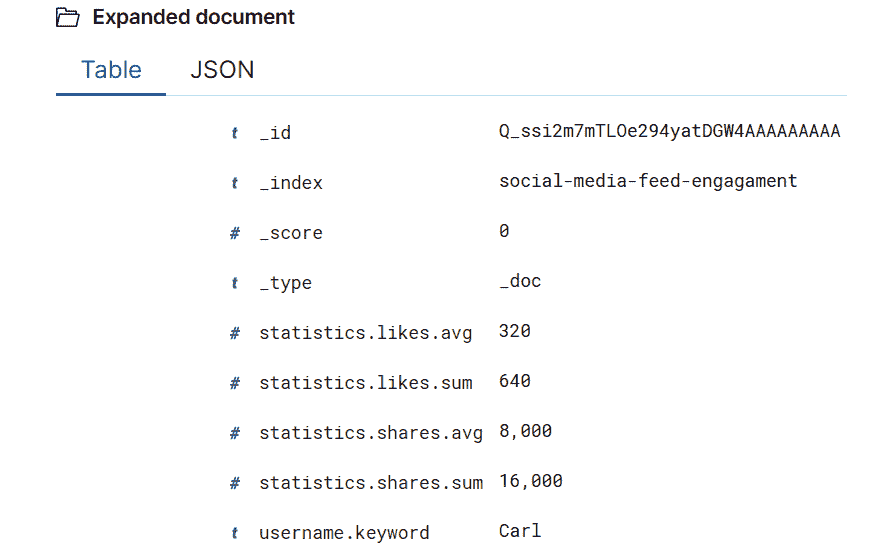 Expanded document
Table JSON
t _id Q_ssi2m7mTLOe294yatDGW4AAAAAAAAA
t _index social-media-feed-engagament
# _score 0
t _type _doc
# statistics.likes.avg 320
# statistics.likes.sum 640
# statistics.shares.avg 8,000
# statistics.shares.sum 16,000
t username.keyword Carl